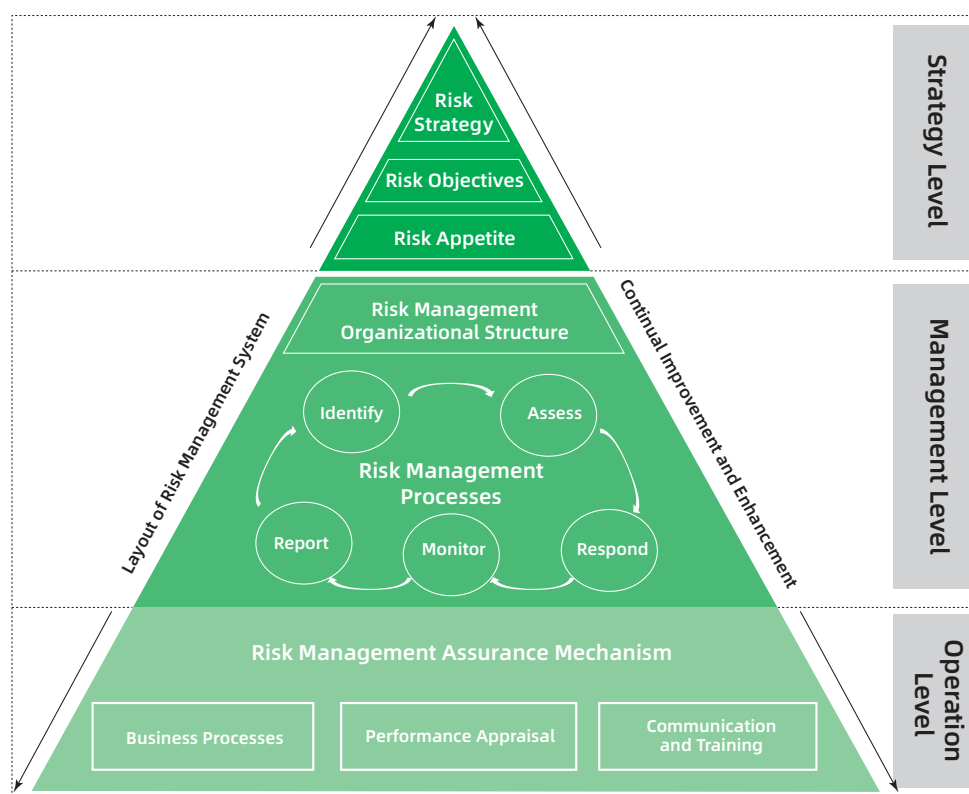 Risk
Strategy
Risk Objectives
Risk Appetite
Strategy Level
Risk Management
Organizational Structure
Identify
Assess
Risk Management
Processes
Report
Monitor
Respond
Layout of Risk Management System
Continual Improvement and Enhancement
Management Level
Risk Management Assurance Mechanism
Business Processes
Performance Appraisal
Communication
and Training
Operation
Level